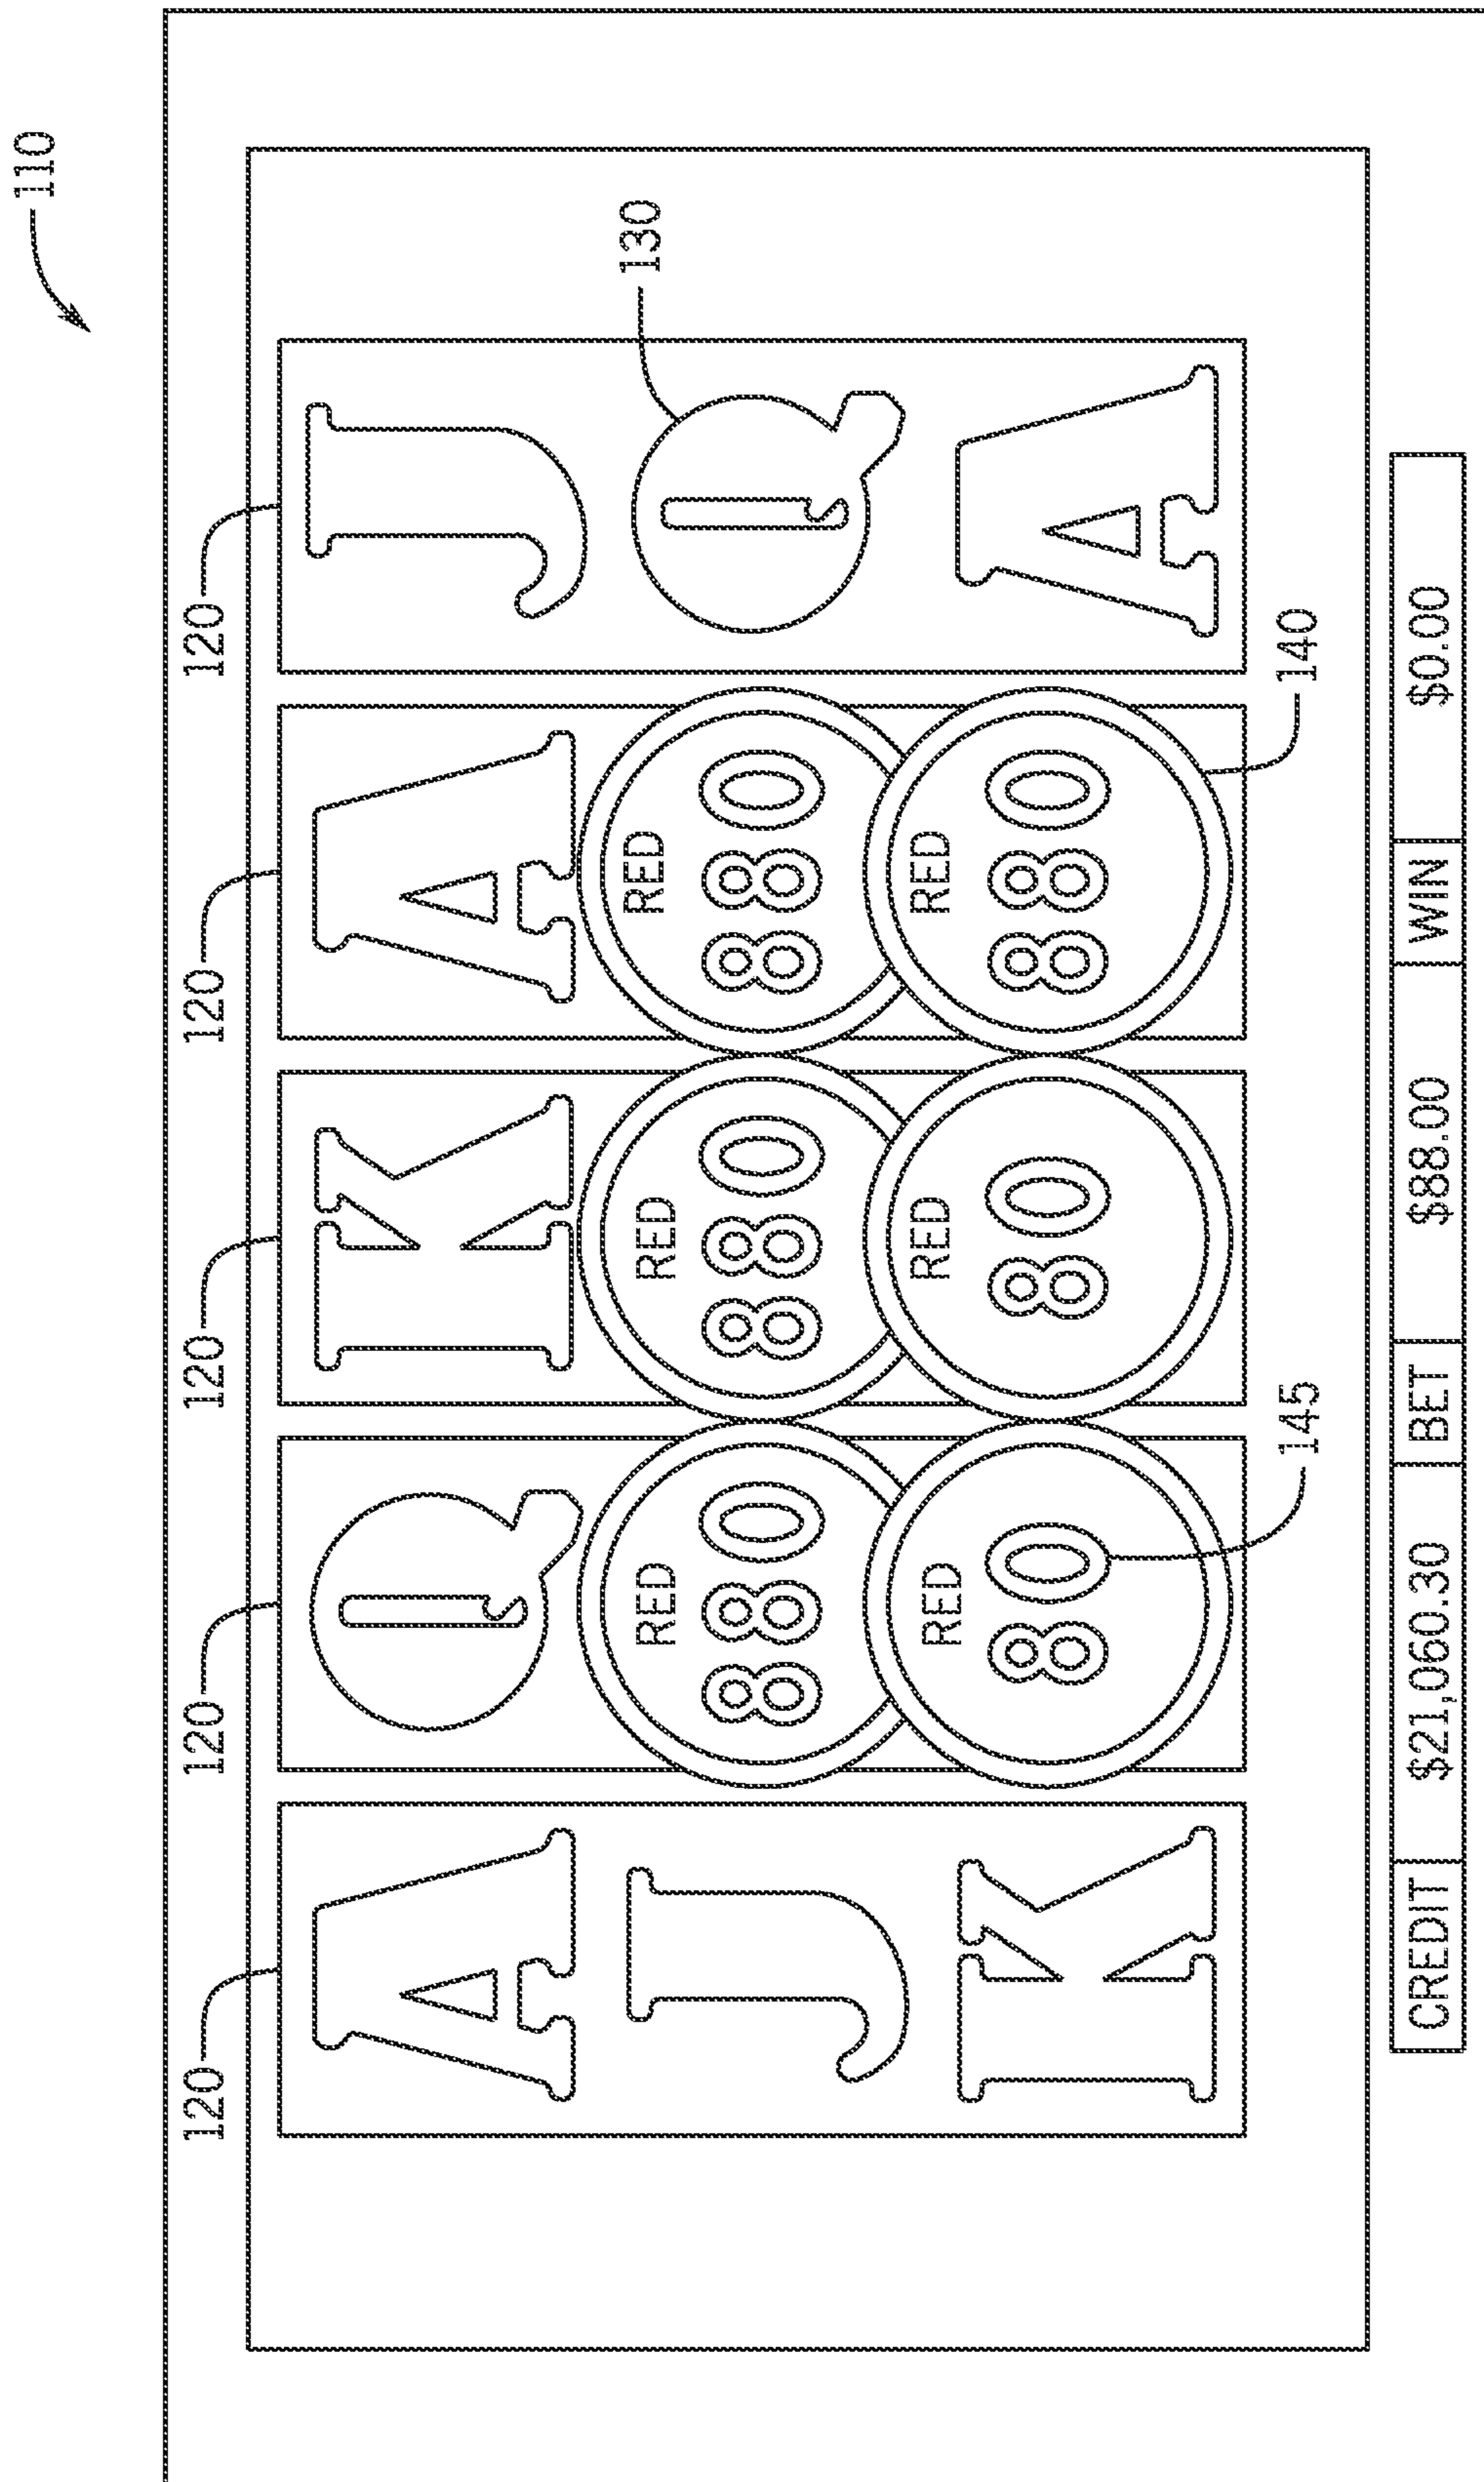 110
120 120 120 120 120
A Q K A J
130
J RED 880 RED 880 RED 880 Q
K RED 80 RED 80 RED 880 A
145 140
CREDIT $21,060.30 BET $88.00 WIN $0.00